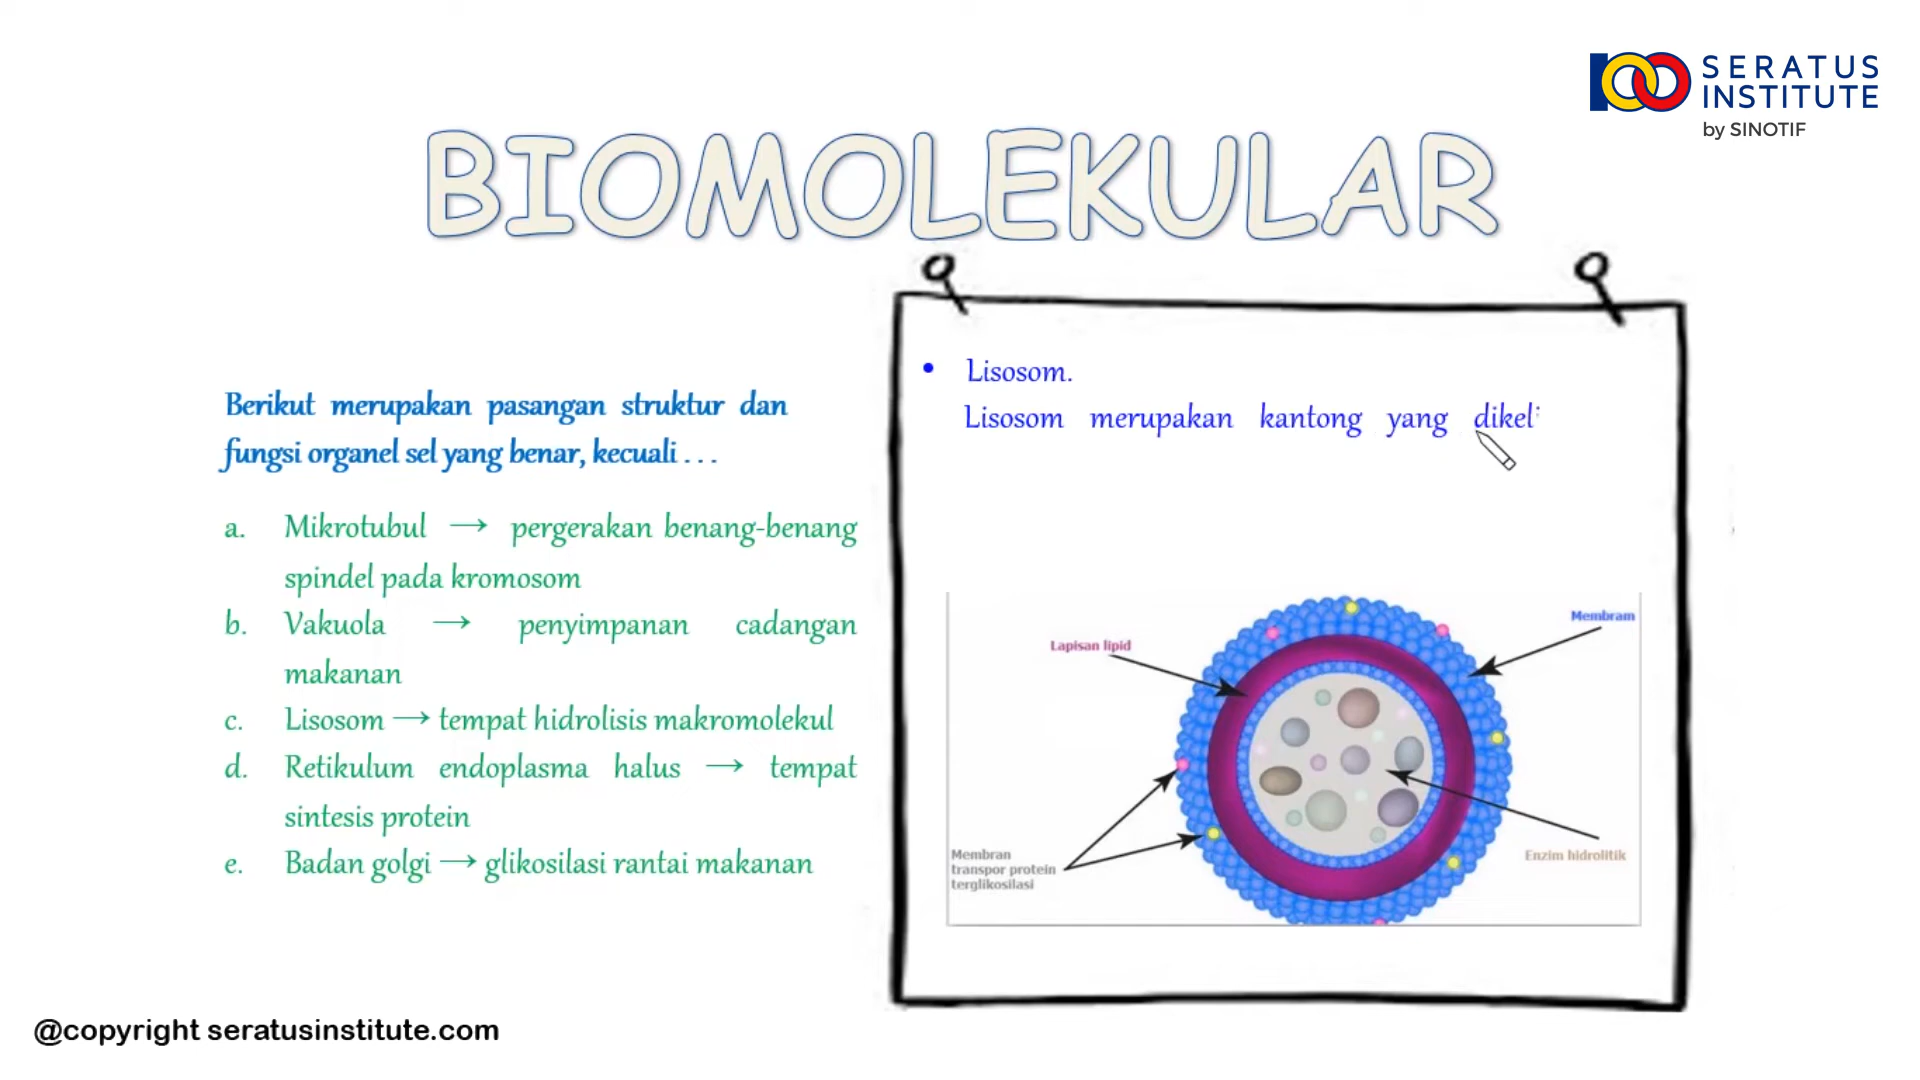 SERATUS
INSTITUTE
by SINOTIF
BIOMOLEKULAR
Berikut merupakan pasangan struktur dan
fungsi organel sel yang benar, kecuali . . .
a. Mikrotubul → pergerakan benang-benang
spindel pada kromosom
b. Vakuola → penyimpanan cadangan
makanan
c. Lisosom → tempat hidrolisis makromolekul
d. Retikulum endoplasma halus → tempat
sintesis protein
e. Badan golgi → glikosilasi rantai makanan
• Lisosom.
Lisosom merupakan kantong yang
Membram
Lapisan lipid
Membran
transpor protein
terglikosilasi
Enzim hidrolitik
@copyright seratusinstitute.com